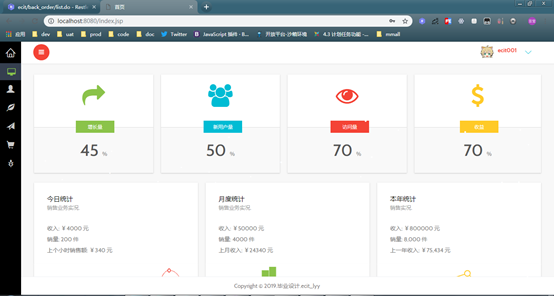 ecit/back_order/list.do - Resti
首页
localhost:8080/index.jsp
应用 dev uat prod code doc Twitter JavaScript 插件 - B... 开放平台-沙箱环境 4.3 计划任务功能 -... mmall
ecit001
增长量 新用户量 访问量 收益
45 % 50 % 70 % 70 %
今日统计 月度统计 本年统计
销售业务实况 销售业务实况 销售实况
收入: ¥ 4000 元 收入: ¥ 50000 收入: ¥ 800000 元
销量: 200 件 销量: 4000 件 销量: 8,000 件
上个小时销售额: ¥ 340 元 上月收入: ¥ 24340 元 上一年收入: ¥ 75,434 元
Copyright © 2019.毕业设计 ecit_lyy